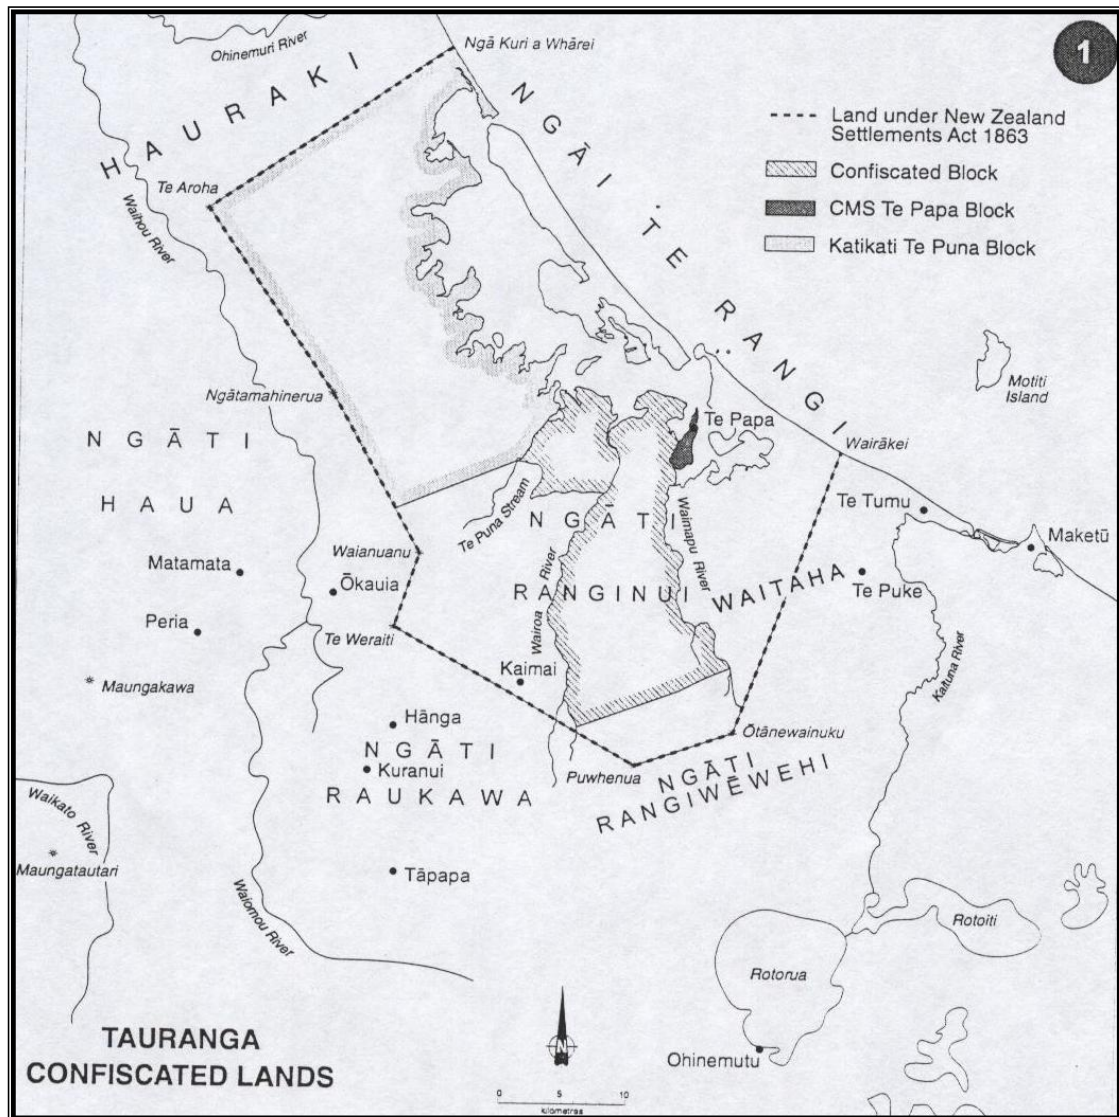 1
Ohinemuri River
Ngā Kuri a Whārei
HAURAKI
NGĀI TE RANGI
Land under New Zealand
Settlements Act 1863
Confiscated Block
CMS Te Papa Block
Katikati Te Puna Block
Te Aroha
Waihou River
Motiti
Island
Ngātamahinerua
NGĀTI
HAUA
Te Papa
Wairākei
Te Tumu
Maketū
Te Puna Stream
NGĀTI
RANGINUI
Waimapu River
WAITAHA
Te Puke
Waianuanu
Matamata
Ōkauia
Peria
Te Weraiti
Wairoa River
Kaimai
Kaituna River
Maungakawa
Hānga
NGĀTI
Kuranui
RAUKAWA
Ōtānewainuku
Puwhenua
NGĀTI
RANGIWĒWEHI
Waikato
River
Maungatautari
Tāpapa
Waiomou River
Rotoiti
Rotorua
Ohinemutu
N
TAURANGA
CONFISCATED LANDS
0 5 10
kilometres